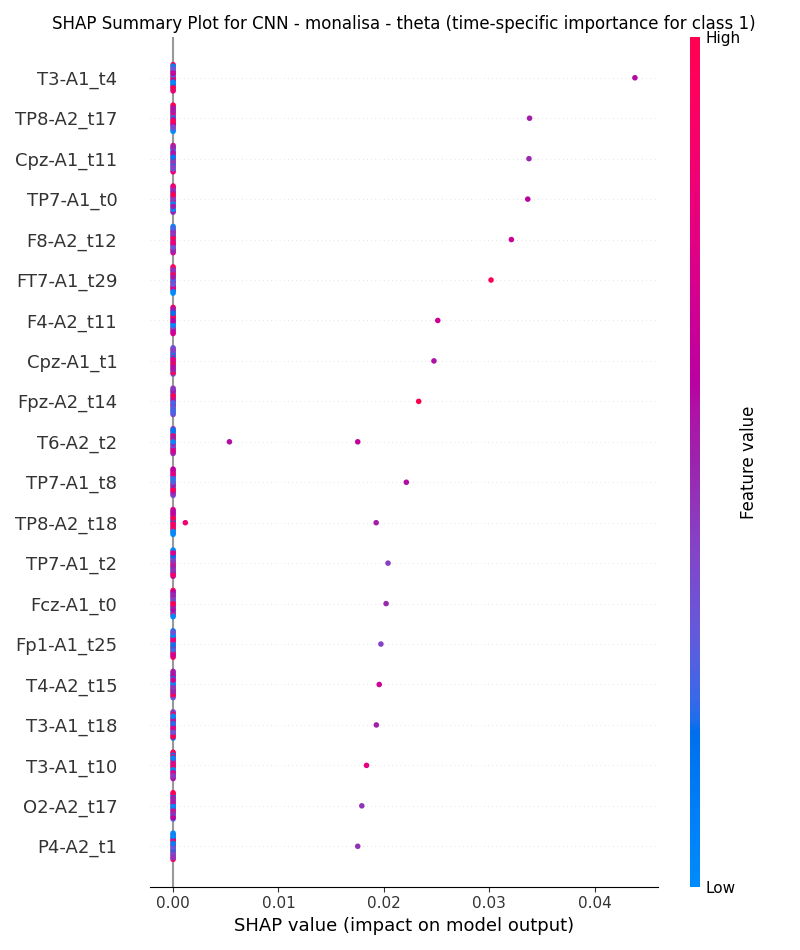 SHAP Summary Plot for CNN - monalisa - theta (time-specific importance for class 1)
High
T3-A1_t4
TP8-A2_t17
Cpz-A1_t11
TP7-A1_t0
F8-A2_t12
FT7-A1_t29
F4-A2_t11
Cpz-A1_t1
Fpz-A2_t14
T6-A2_t2
TP7-A1_t8
TP8-A2_t18
TP7-A1_t2
Fcz-A1_t0
Fp1-A1_t25
T4-A2_t15
T3-A1_t18
T3-A1_t10
O2-A2_t17
P4-A2_t1
Feature value
Low
0.00 0.01 0.02 0.03 0.04
SHAP value (impact on model output)